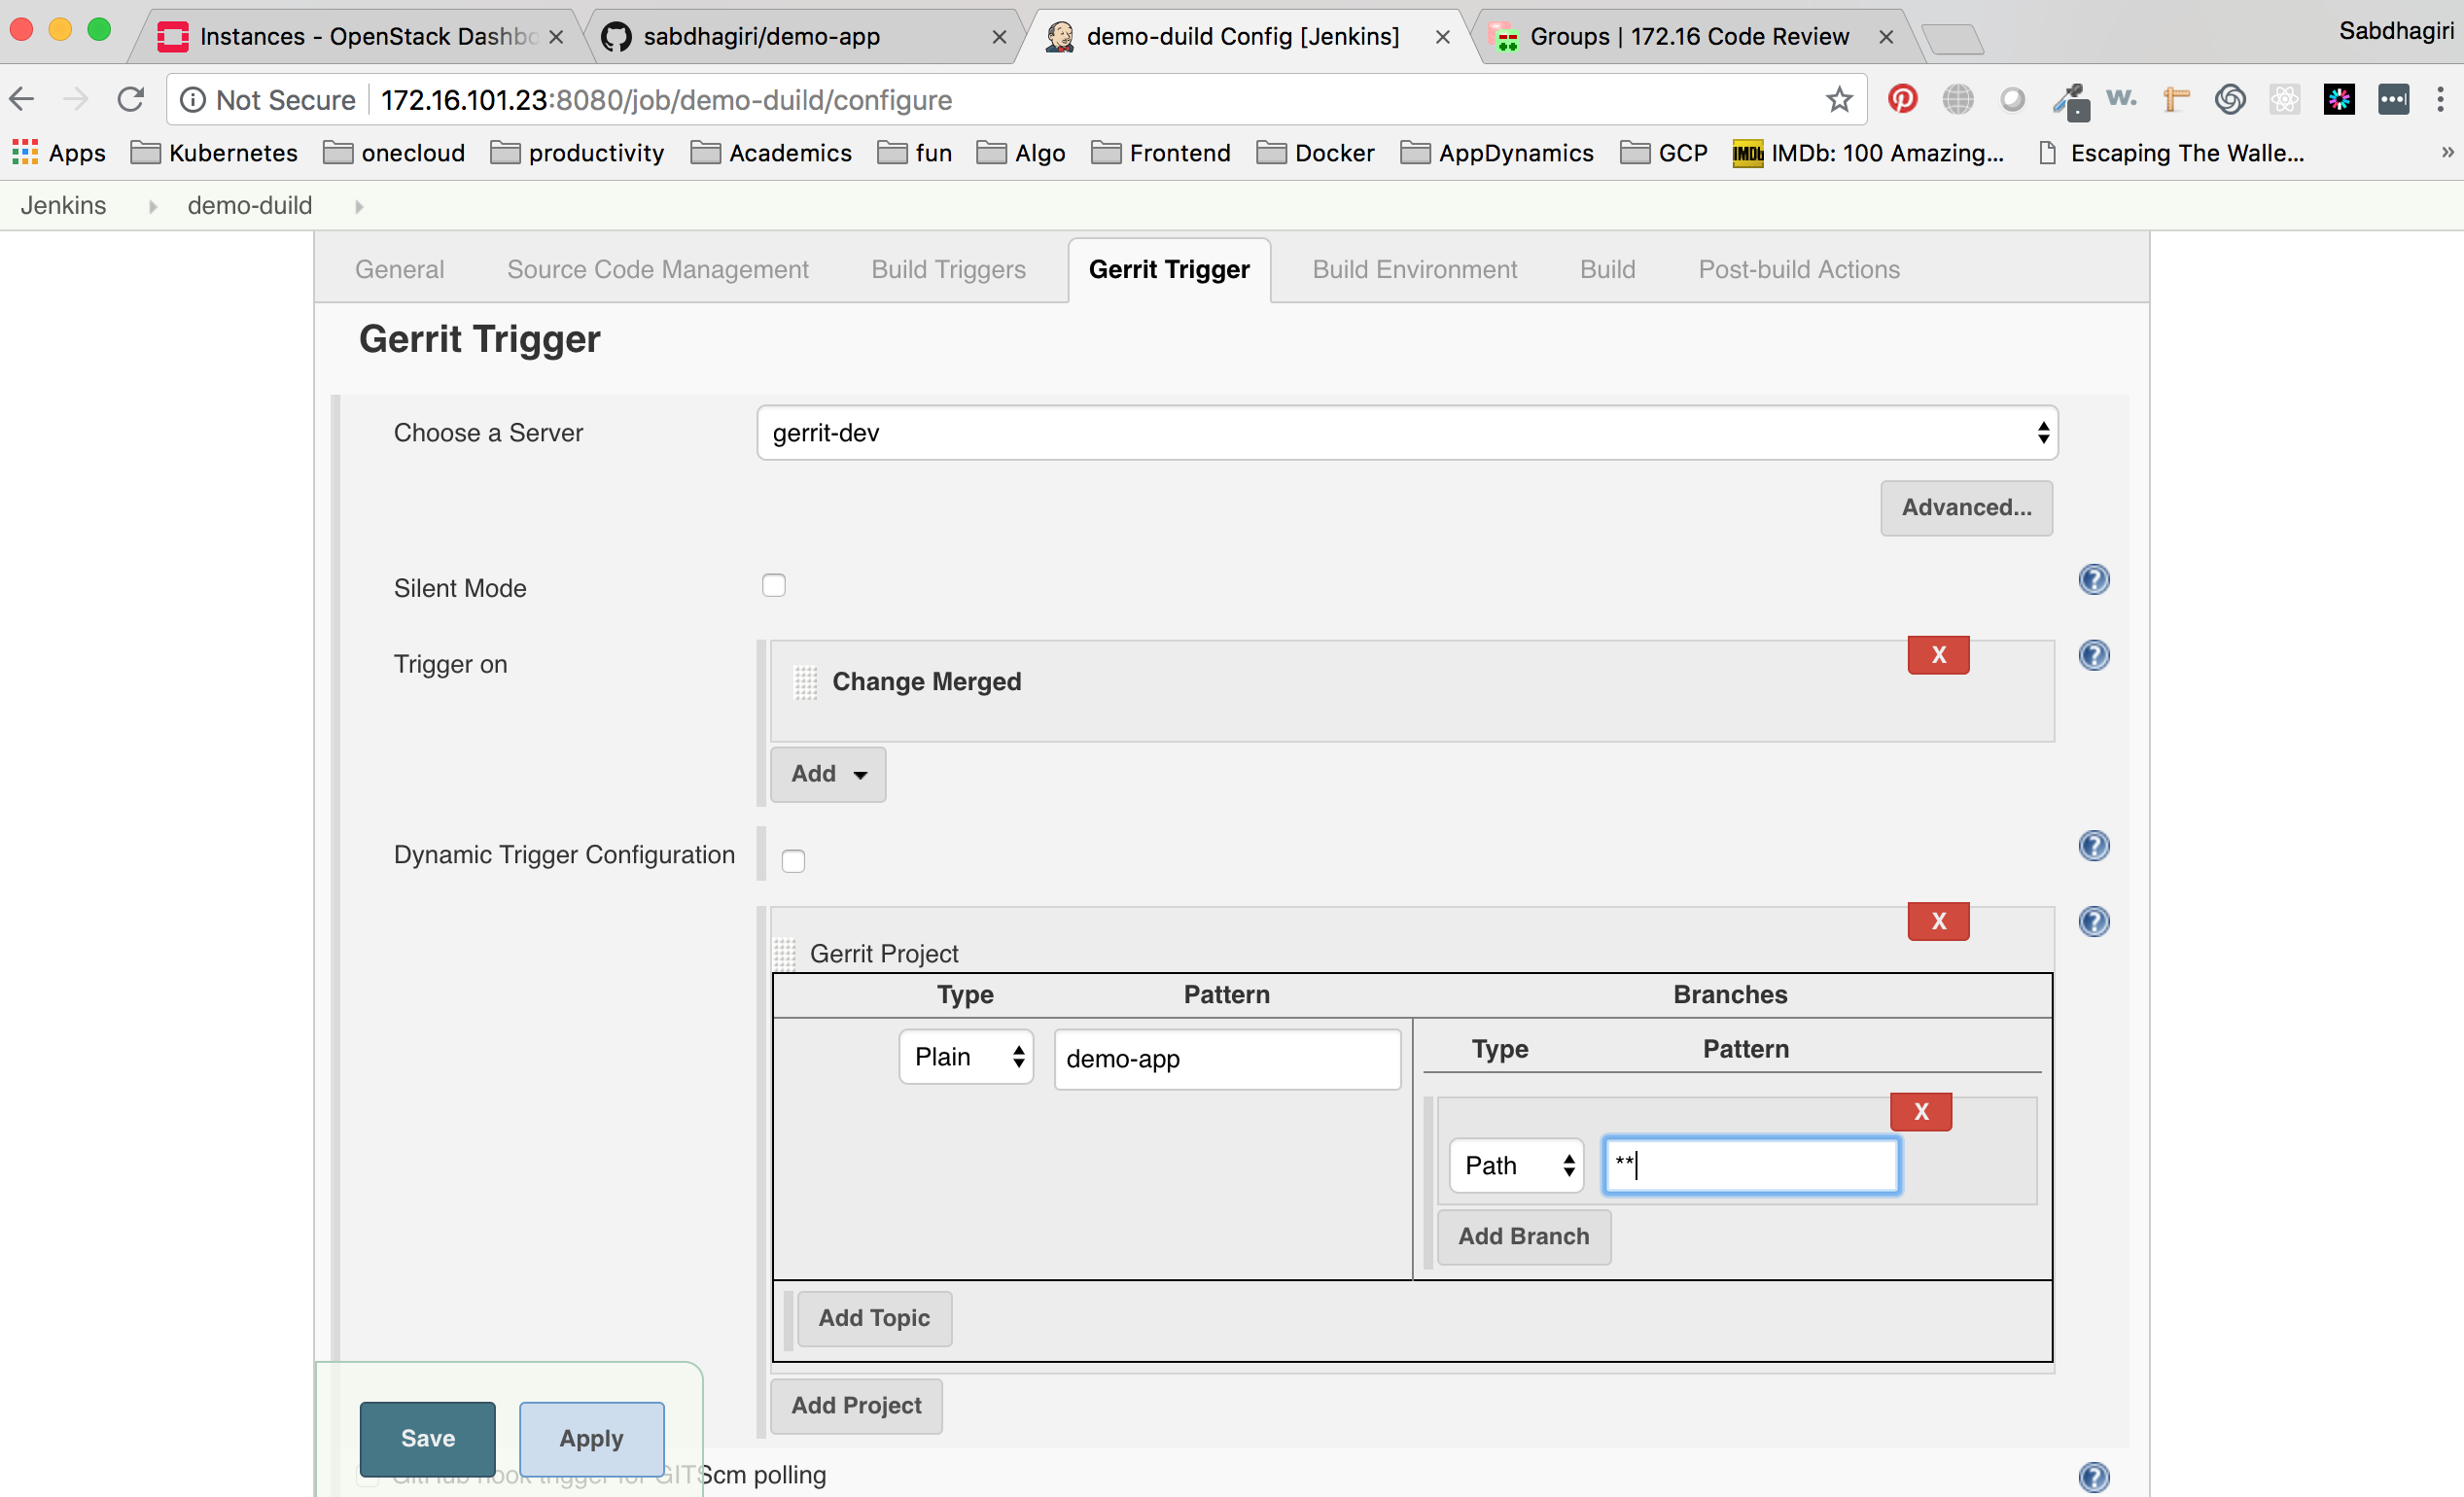 Instances - OpenStack Dashbo
sabdhagiri/demo-app
demo-duild Config [Jenkins]
Groups | 172.16 Code Review
Sabdhagiri
Not Secure
172.16.101.23:8080/job/demo-duild/configure
w.
Apps
Kubernetes
onecloud
productivity
Academics
fun
Algo
Frontend
Docker
AppDynamics
GCP
IMDb: 100 Amazing...
Escaping The Walle...
»
Jenkins
demo-duild
General
Source Code Management
Build Triggers
Gerrit Trigger
Build Environment
Build
Post-build Actions
Gerrit Trigger
Choose a Server
gerrit-dev
Advanced...
Silent Mode
Trigger on
X
Change Merged
Add
Dynamic Trigger Configuration
X
Gerrit Project
Type
Pattern
Branches
Plain
demo-app
Type
Pattern
X
Path
**
Add Branch
Add Topic
Add Project
Save
Apply
GitHub hook trigger for GITScm polling